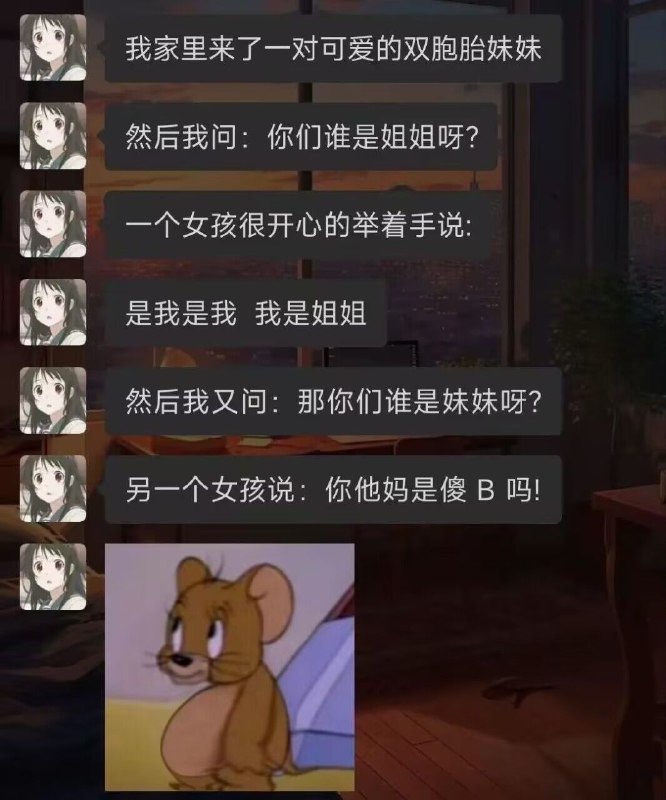 我家里来了一对可爱的双胞胎妹妹
然后我问：你们谁是姐姐呀？
一个女孩很开心的举着手说:
是我是我  我是姐姐
然后我又问：那你们谁是妹妹呀？
另一个女孩说：你他妈是傻 B 吗!